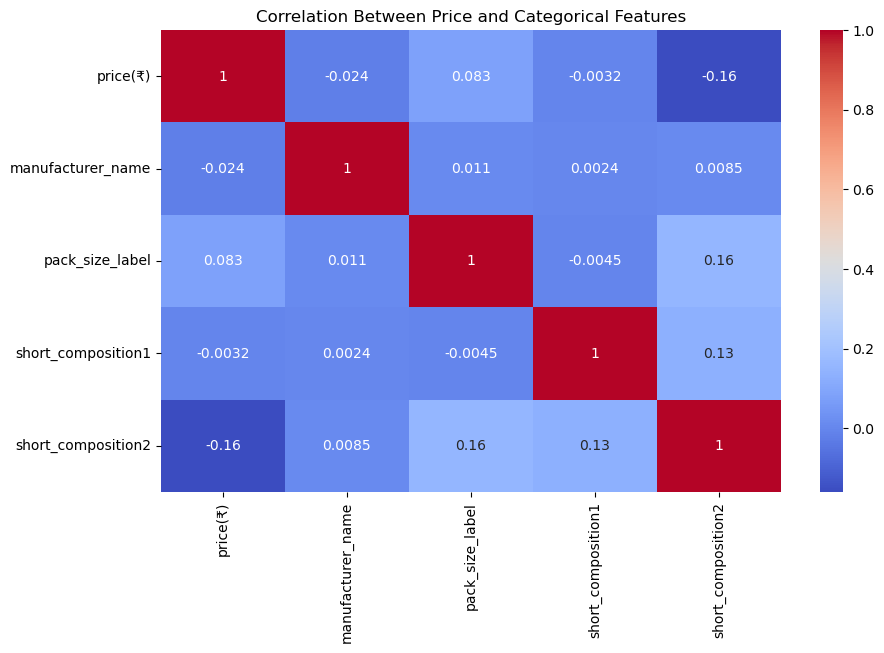 Correlation Between Price and Categorical Features
price(₹) 1 -0.024 0.083 -0.0032 -0.16
manufacturer_name -0.024 1 0.011 0.0024 0.0085
pack_size_label 0.083 0.011 1 -0.0045 0.16
short_composition1 -0.0032 0.0024 -0.0045 1 0.13
short_composition2 -0.16 0.0085 0.16 0.13 1
price(₹)
manufacturer_name
pack_size_label
short_composition1
short_composition2
1.0
0.8
0.6
0.4
0.2
0.0